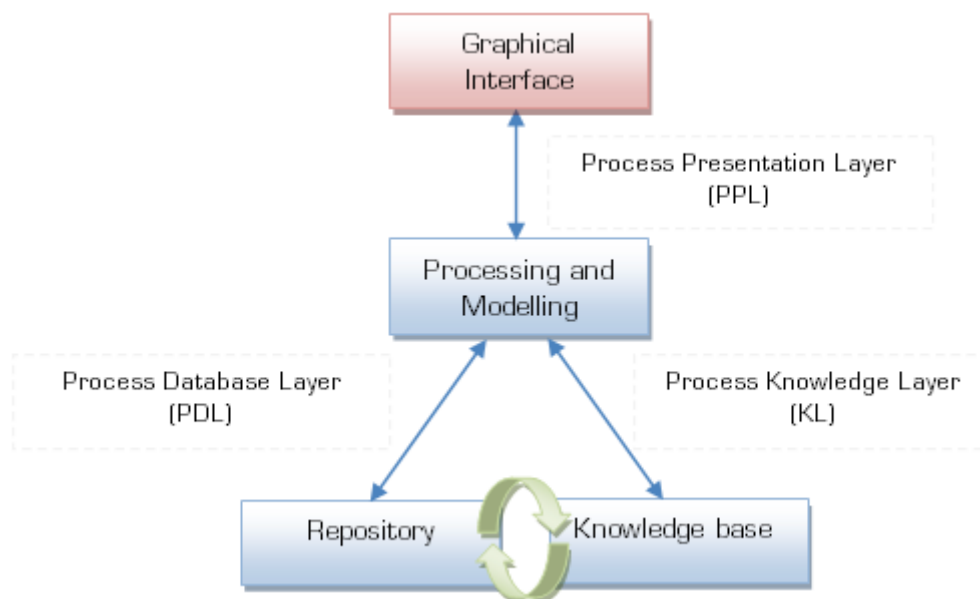 Graphical
Interface
Process Presentation Layer
(PPL)
Processing and
Modelling
Process Database Layer
(PDL)
Process Knowledge Layer
(KL)
Repository
Knowledge base